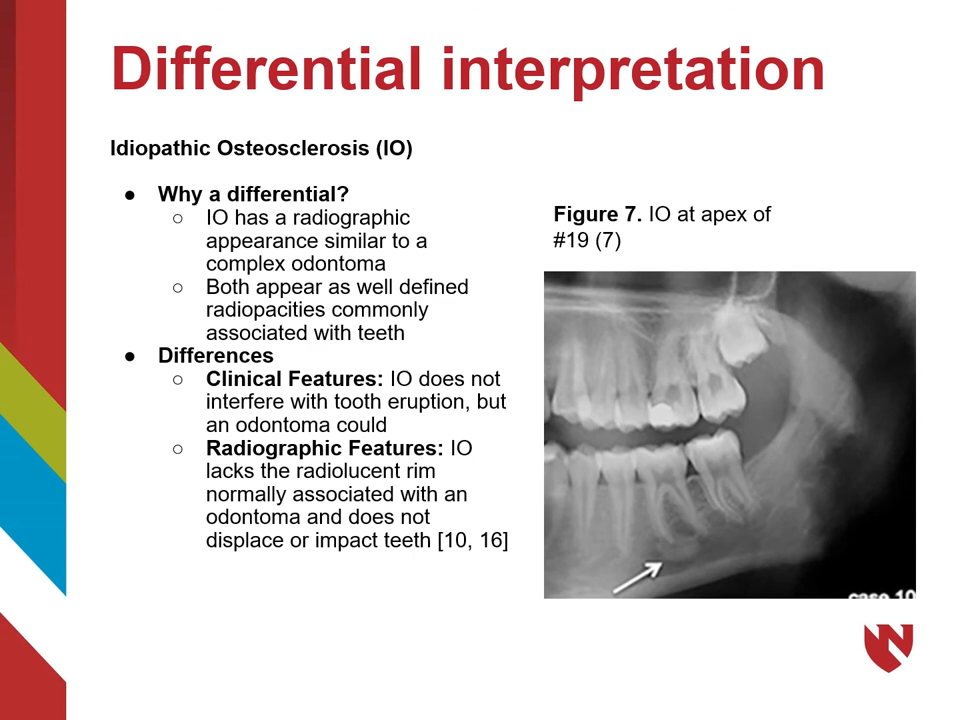 Differential interpretation
Idiopathic Osteosclerosis (IO)
● Why a differential?
○ IO has a radiographic
appearance similar to a
complex odontoma
○ Both appear as well defined
radiopacities commonly
associated with teeth
● Differences
○ Clinical Features: IO does not
interfere with tooth eruption, but
an odontoma could
○ Radiographic Features: IO
lacks the radiolucent rim
normally associated with an
odontoma and does not
displace or impact teeth [10, 16]
Figure 7. IO at apex of
#19 (7)
case 10
N